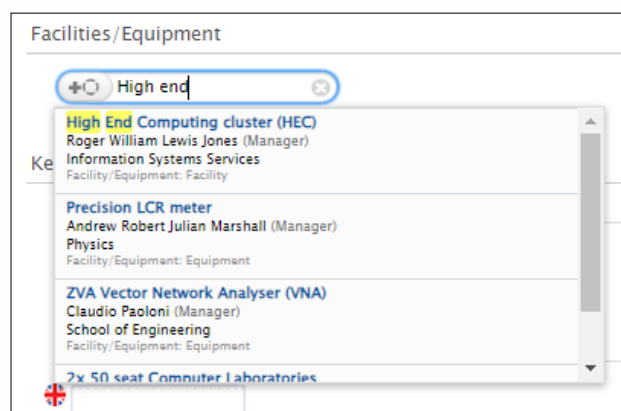 Facilities/Equipment
High end
High End Computing cluster (HEC)
Roger William Lewis Jones (Manager)
Information Systems Services
Facility/Equipment: Facility
Ke
Precision LCR meter
Andrew Robert Julian Marshall (Manager)
Physics
Facility/Equipment: Equipment
ZVA Vector Network Analyser (VNA)
Claudio Paoloni (Manager)
School of Engineering
Facility/Equipment: Equipment
2x 50 seat Computer Laboratories